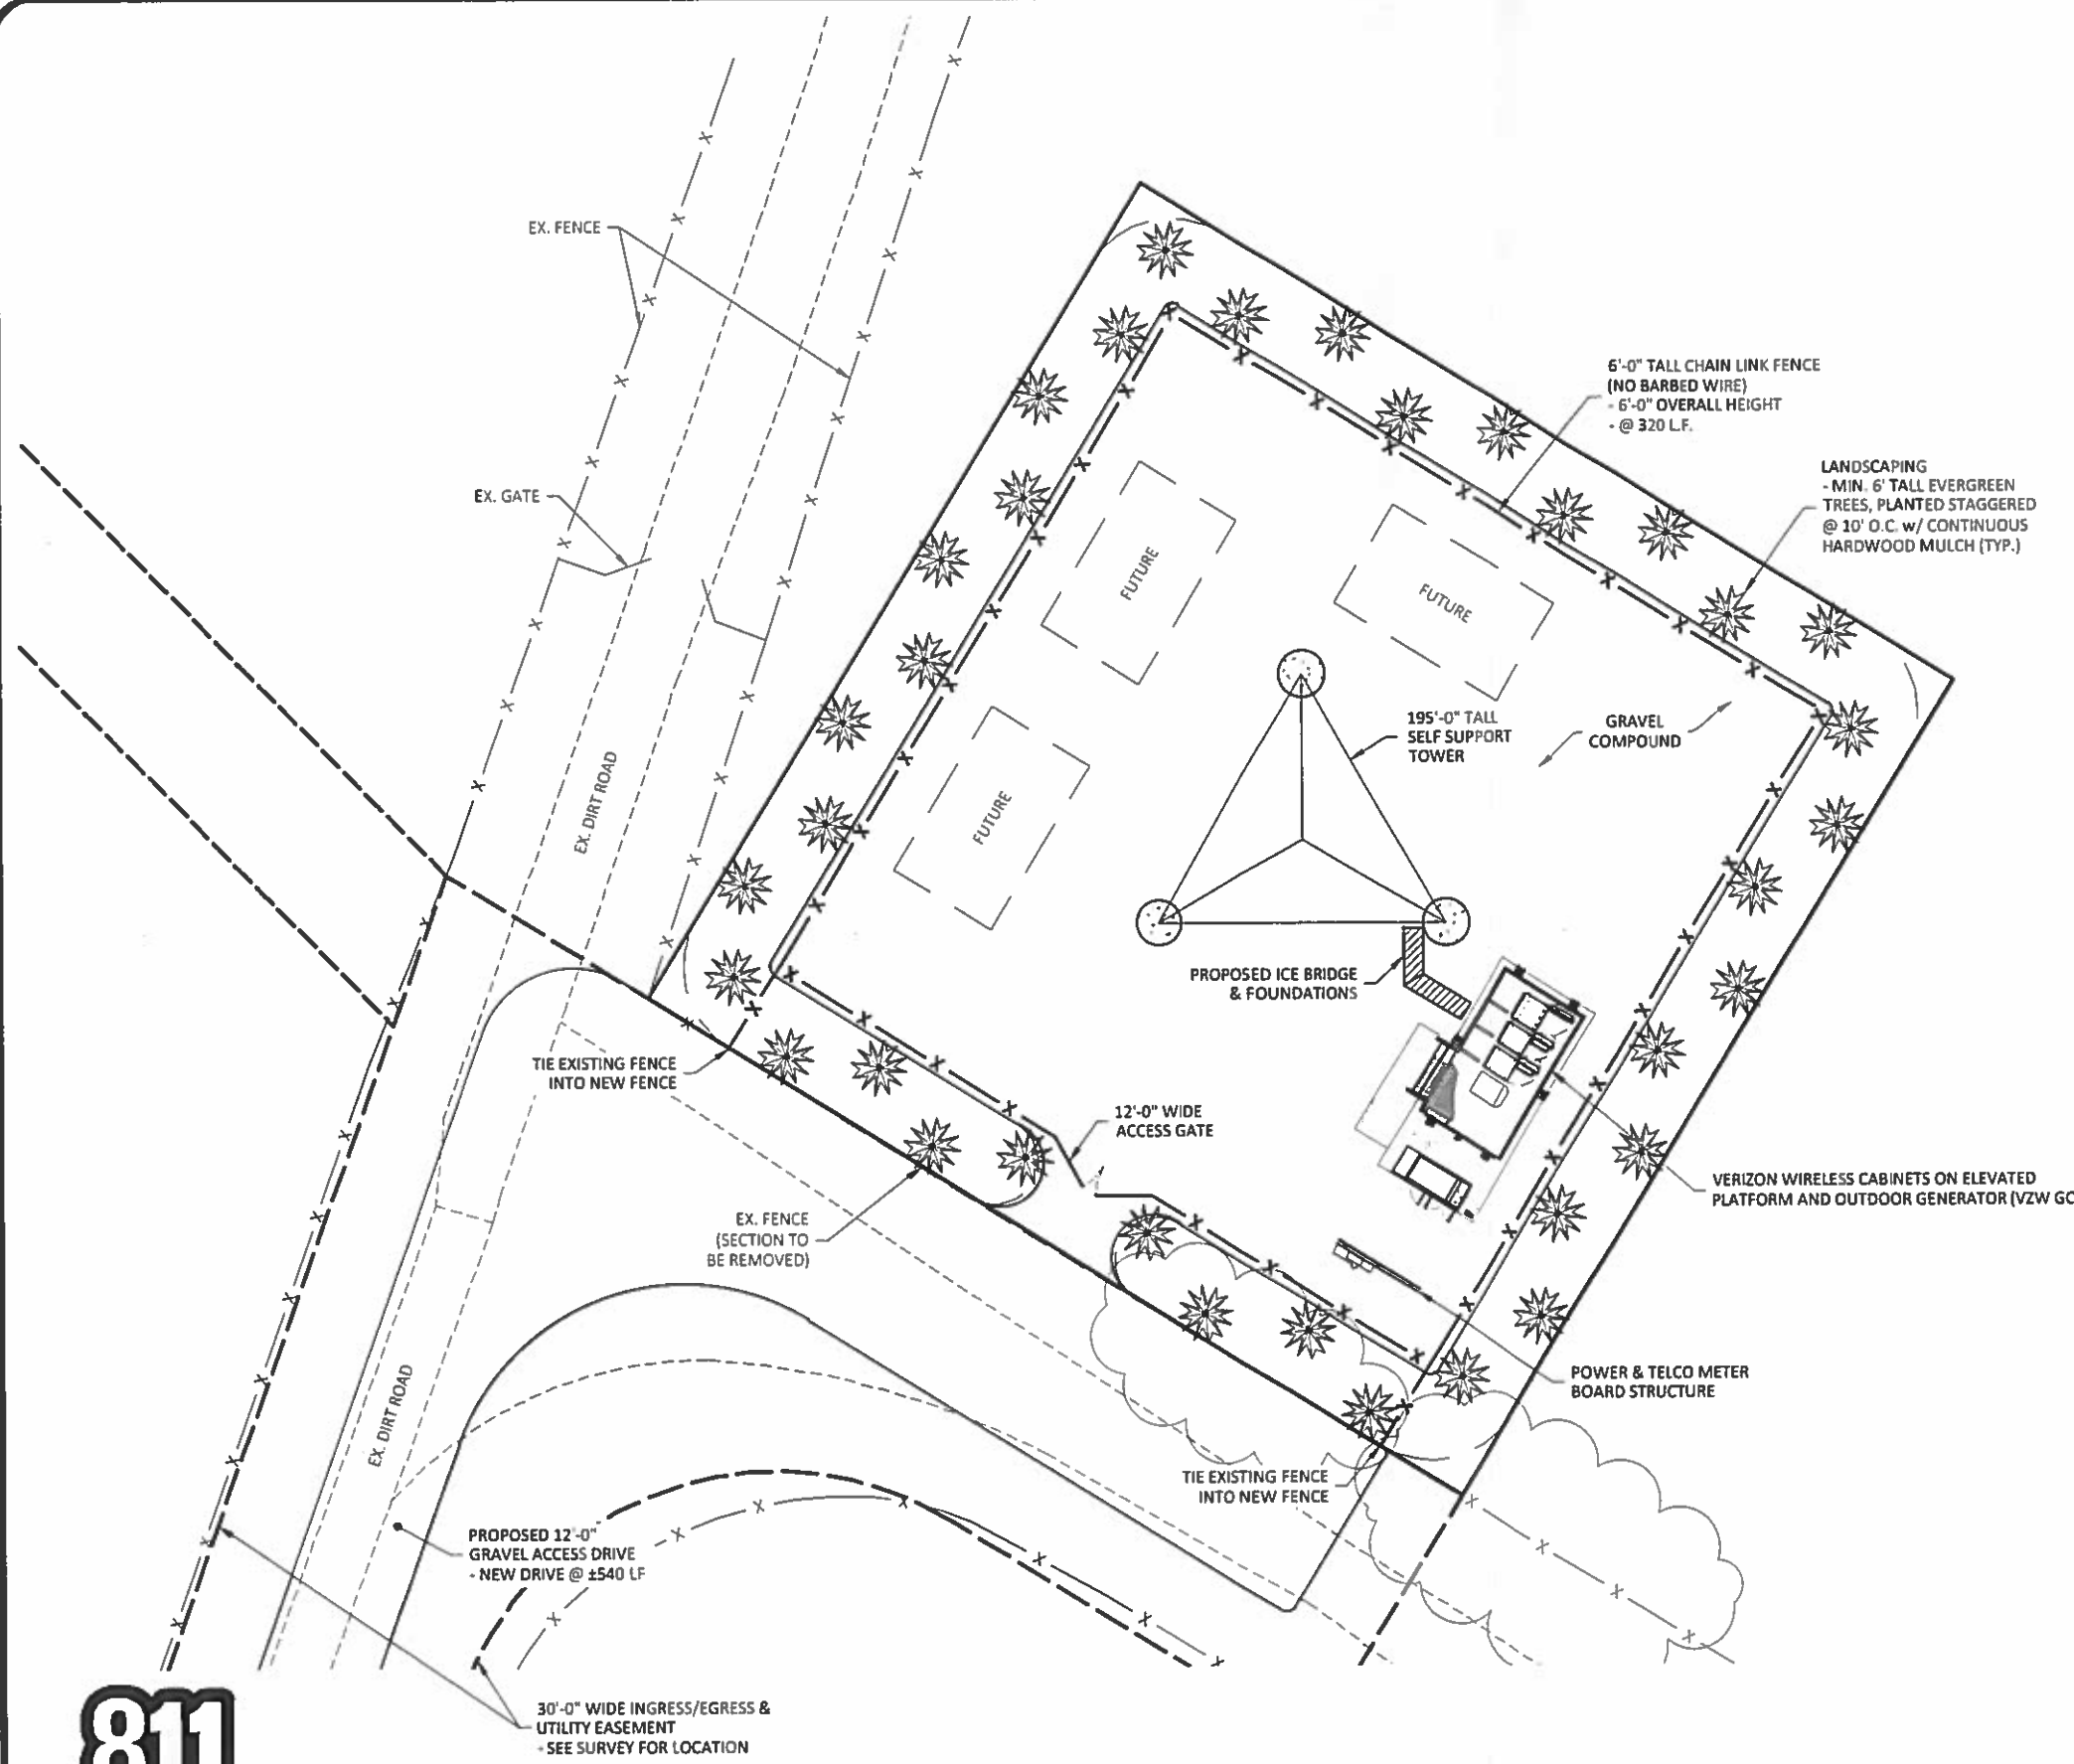 EX. FENCE
6'-0" TALL CHAIN LINK FENCE
(NO BARBED WIRE)
- 6'-0" OVERALL HEIGHT
- @ 320 L.F.
LANDSCAPING
- MIN. 6' TALL EVERGREEN
TREES, PLANTED STAGGERED
@ 10' O.C. w/ CONTINUOUS
HARDWOOD MULCH (TYP.)
EX. GATE
FUTURE
FUTURE
195'-0" TALL
SELF SUPPORT
TOWER
GRAVEL
COMPOUND
EX. DIRT ROAD
FUTURE
PROPOSED ICE BRIDGE
& FOUNDATIONS
TIE EXISTING FENCE
INTO NEW FENCE
12'-0" WIDE
ACCESS GATE
VERIZON WIRELESS CABINETS ON ELEVATED
PLATFORM AND OUTDOOR GENERATOR (VZW GC
EX. FENCE
(SECTION TO
BE REMOVED)
POWER & TELCO METER
BOARD STRUCTURE
EX. DIRT ROAD
TIE EXISTING FENCE
INTO NEW FENCE
PROPOSED 12'-0"
GRAVEL ACCESS DRIVE
- NEW DRIVE @ ±540 LF
30'-0" WIDE INGRESS/EGRESS &
UTILITY EASEMENT
- SEE SURVEY FOR LOCATION
811